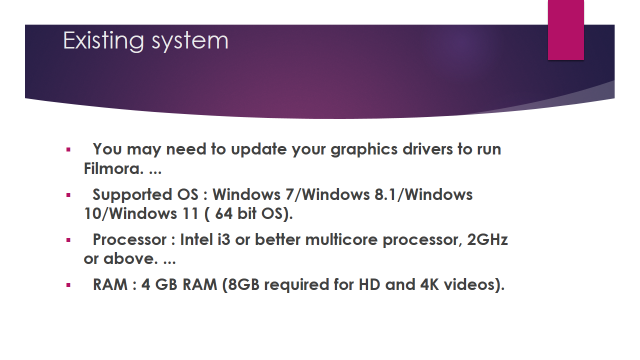 Existing system
▪ You may need to update your graphics drivers to run
Filmora. ...
▪ Supported OS : Windows 7/Windows 8.1/Windows
10/Windows 11 ( 64 bit OS).
▪ Processor : Intel i3 or better multicore processor, 2GHz
or above. ...
▪ RAM : 4 GB RAM (8GB required for HD and 4K videos).